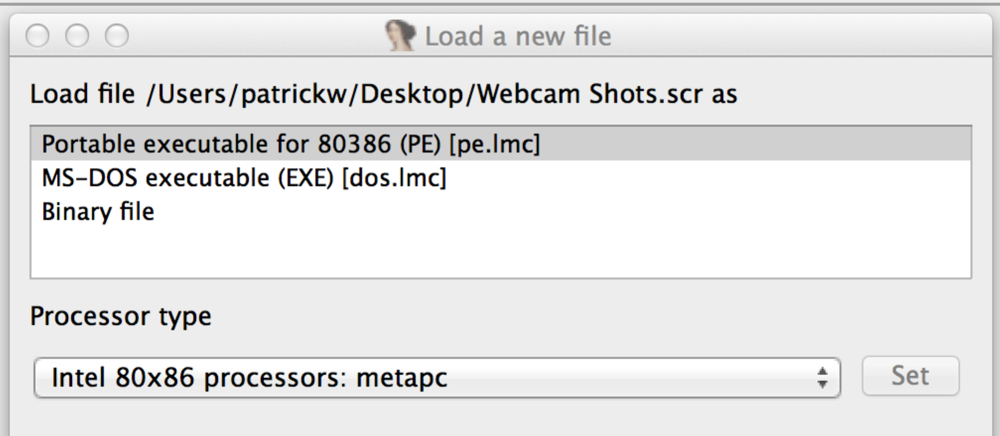 Load a new file
Load file /Users/patrickw/Desktop/Webcam Shots.scr as
Portable executable for 80386 (PE) [pe.lmc]
MS-DOS executable (EXE) [dos.lmc]
Binary file
Processor type
Intel 80x86 processors: metapc
Set